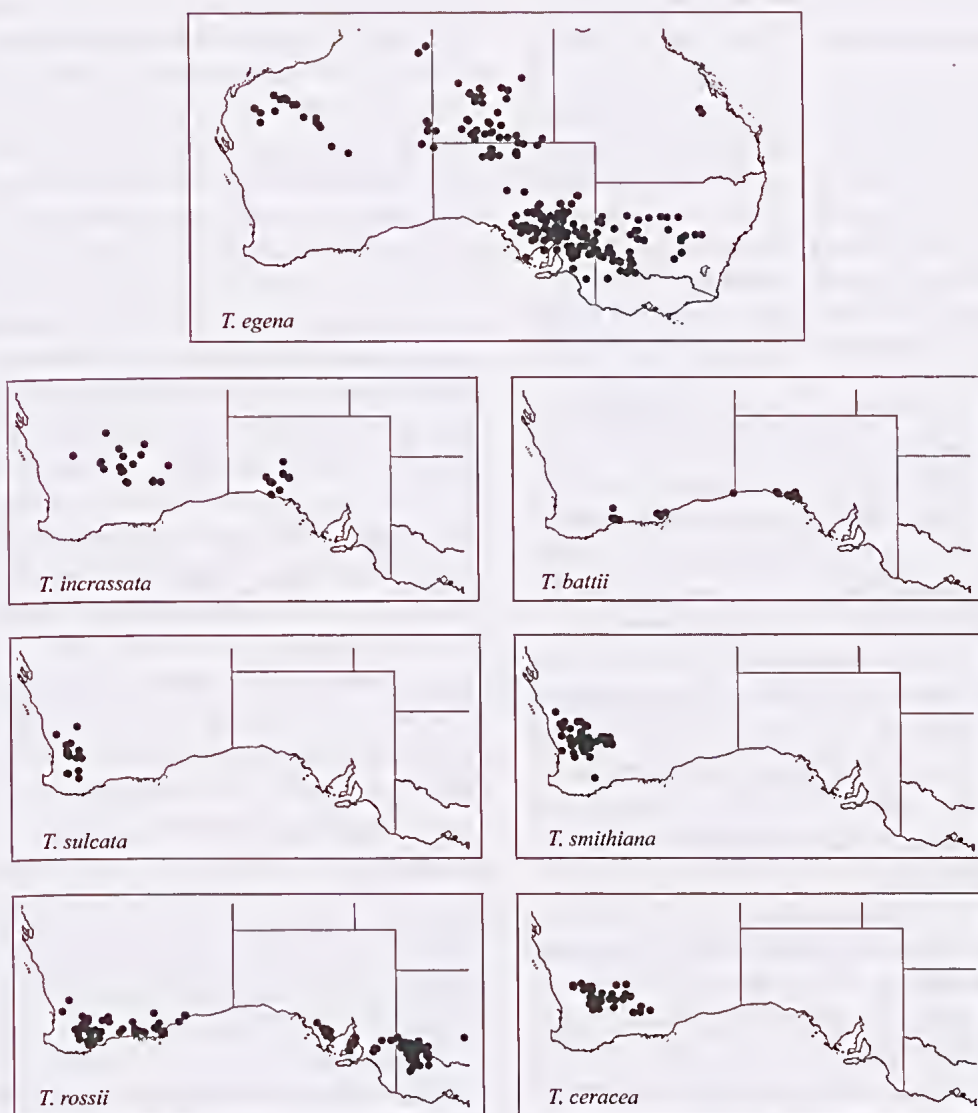 T. egena
T. incrassata
T. battii
T. sulcata
T. smithiana
T. rossii
T. ceracea